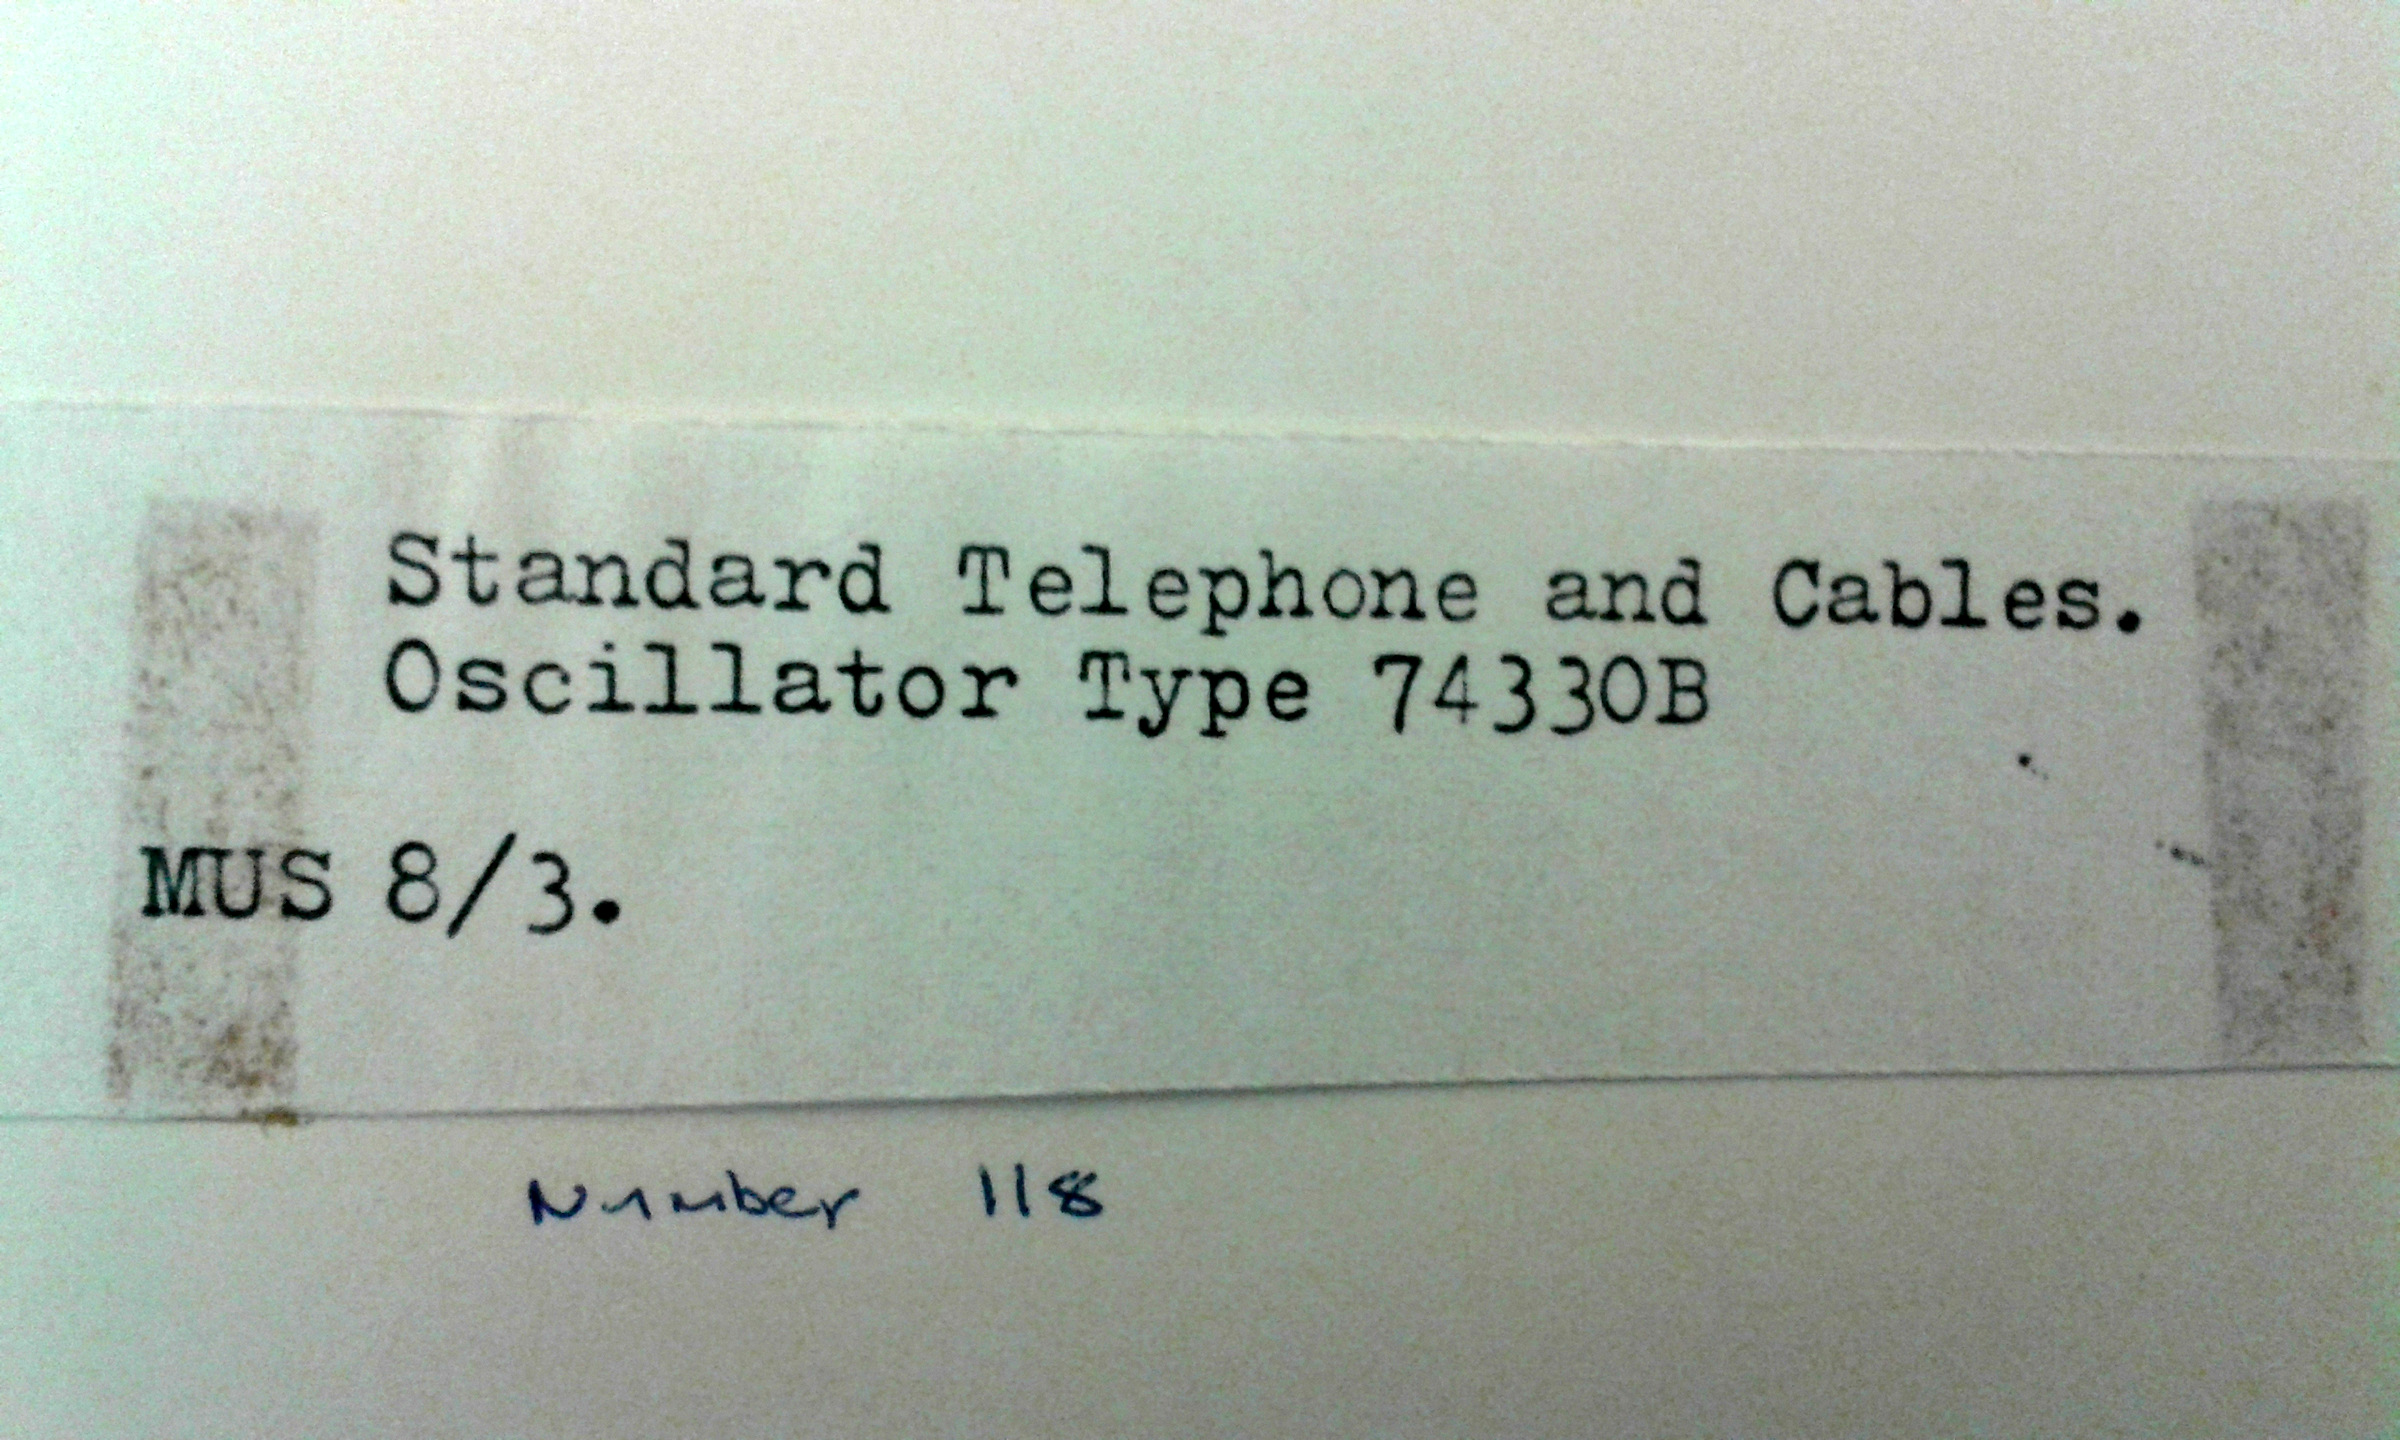 Standard Telephone and Cables.
Oscillator Type 74330B
MUS 8/3.
Number 118